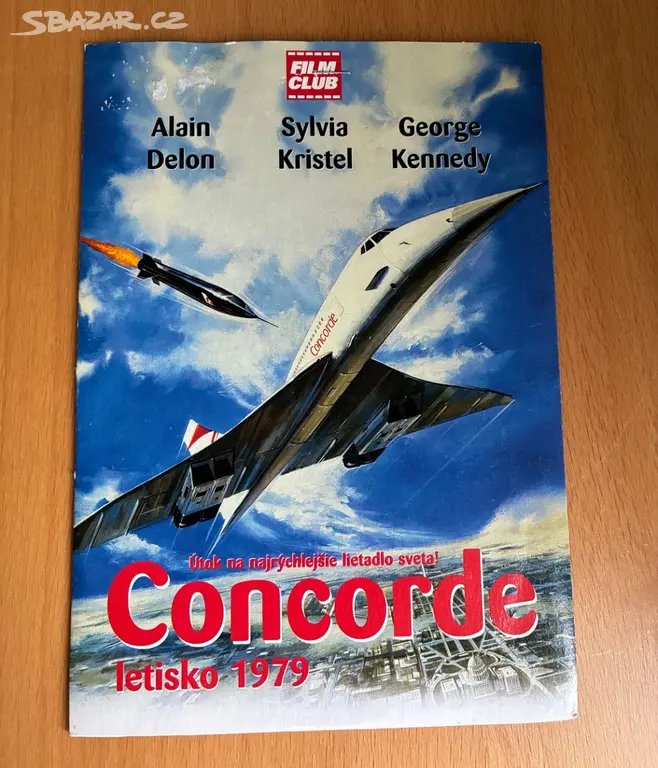 SBAZAR.CZ
FILM
CLUB
Alain
Delon
Sylvia
Kristel
George
Kennedy
Concorde
Útok na najrýchlejšie lietadlo sveta!
Concorde
letisko 1979